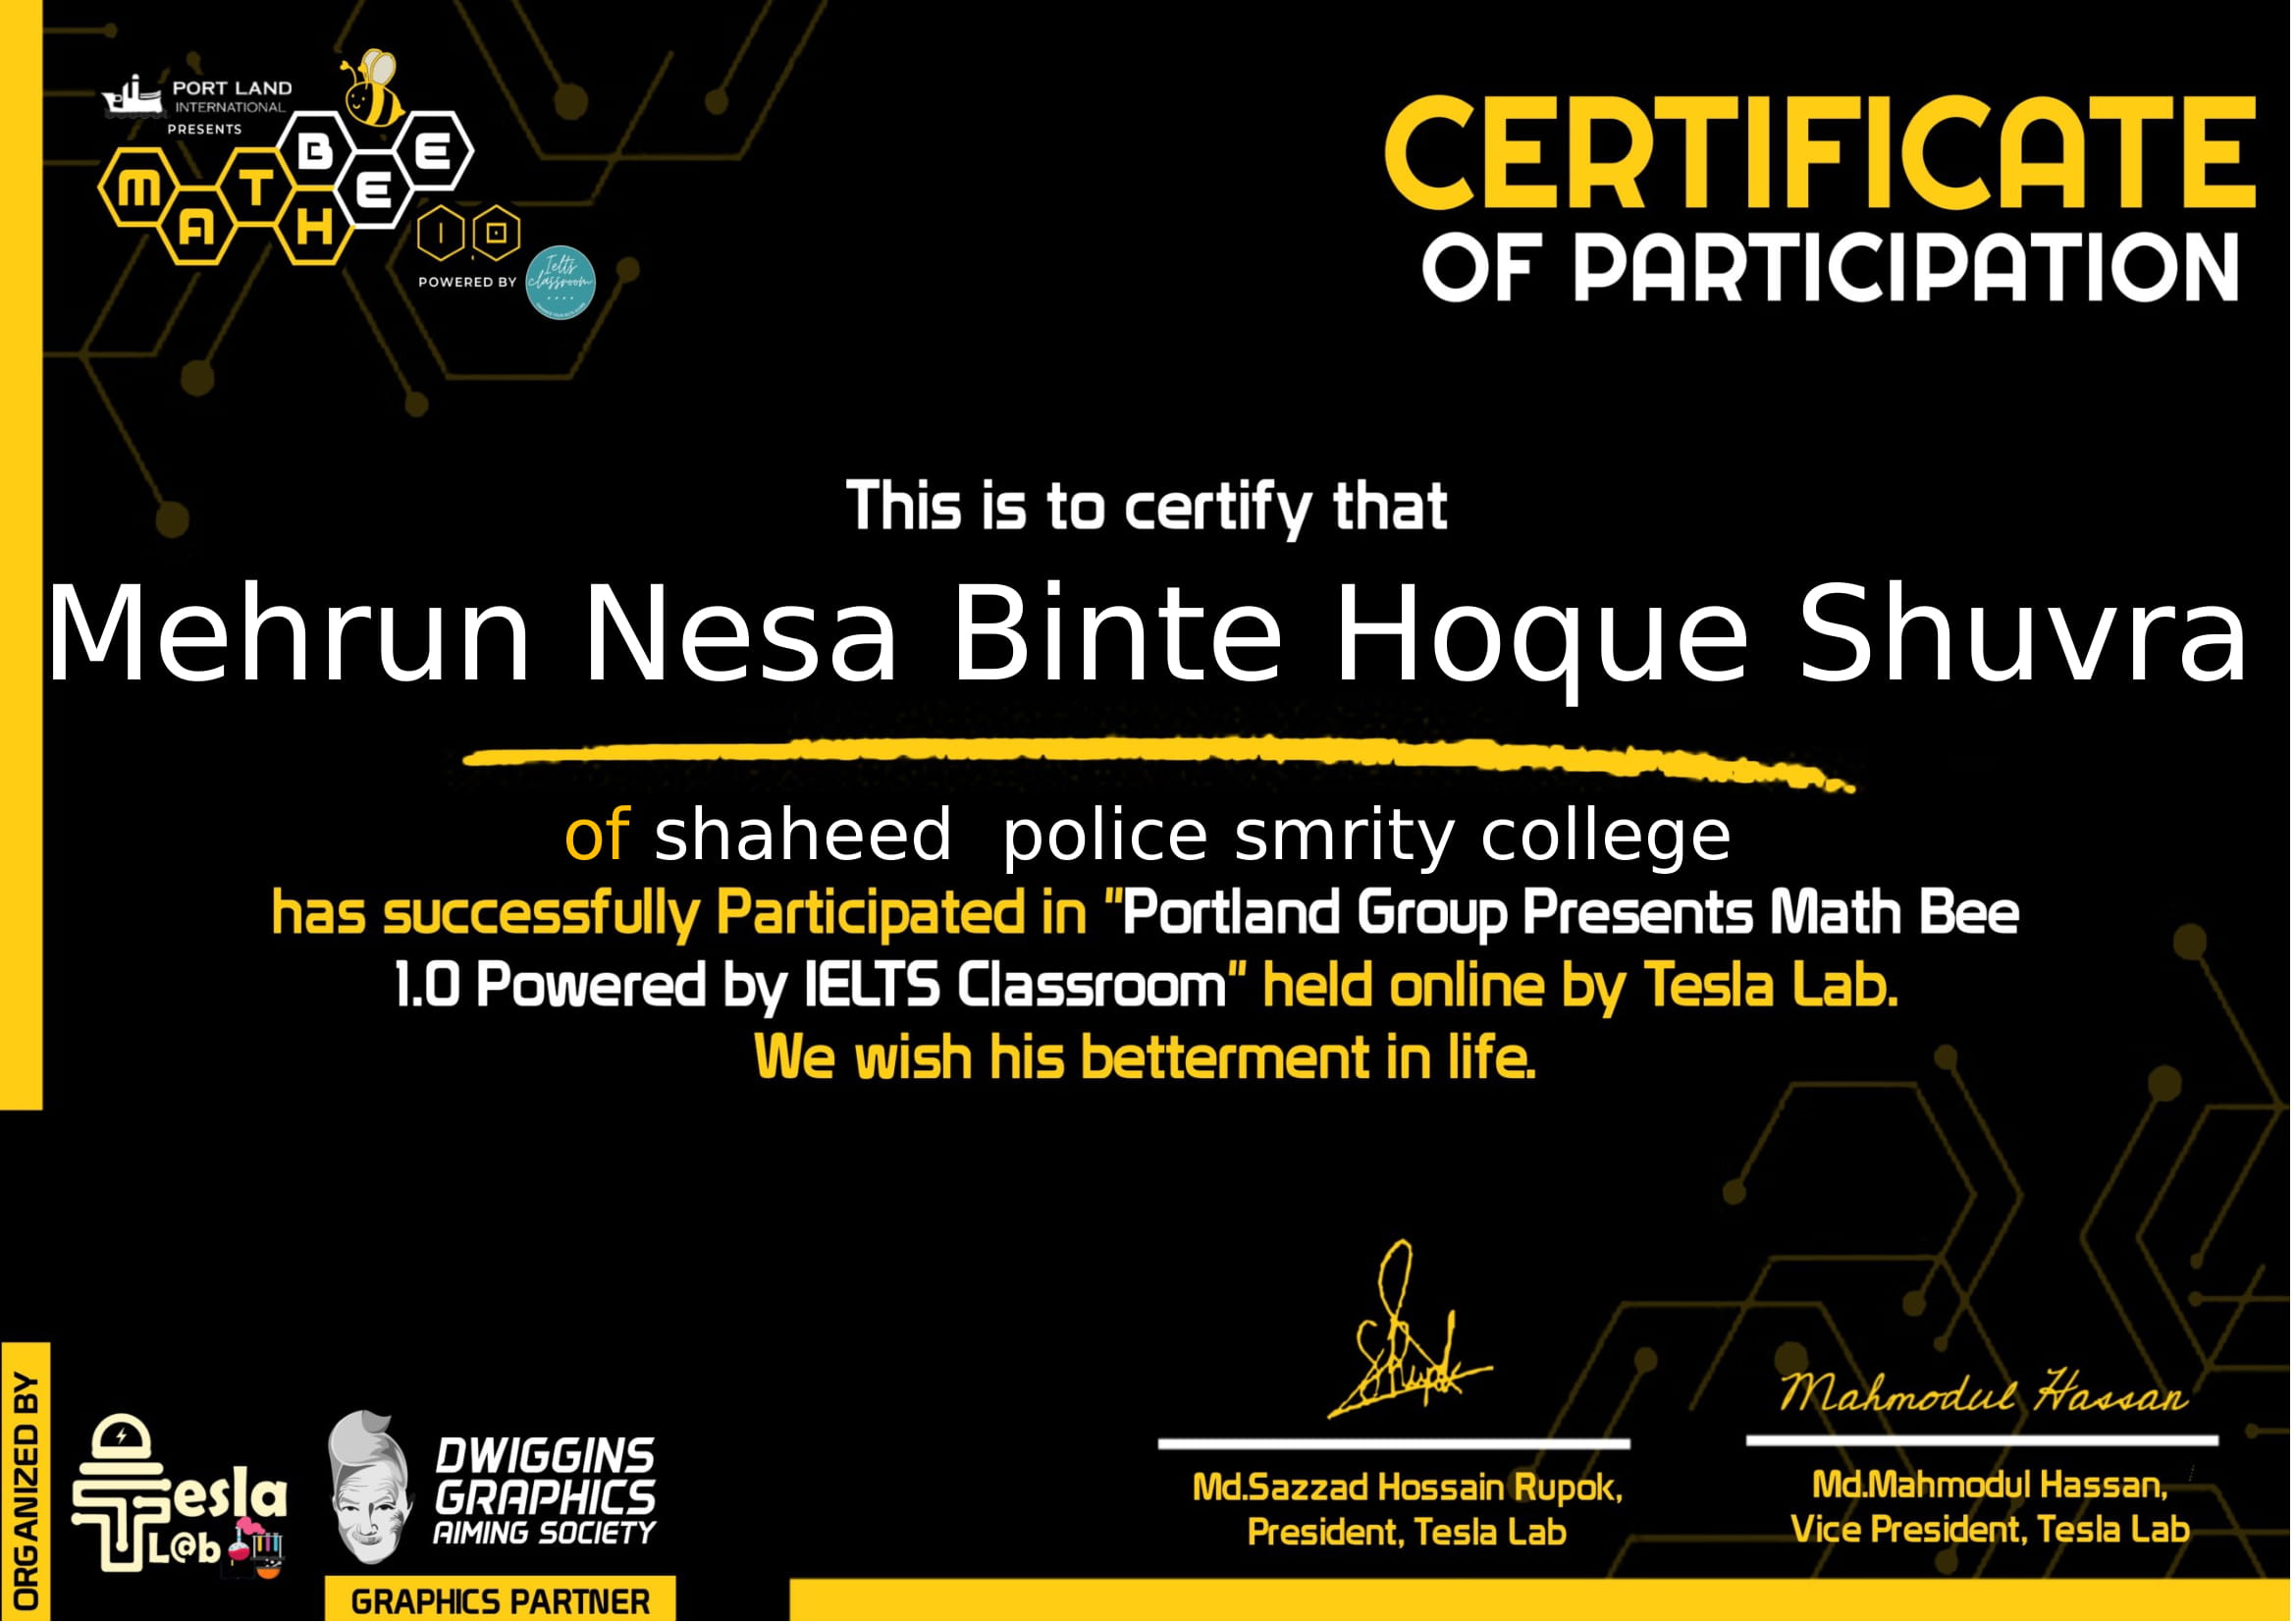 PORT LAND
INTERNATIONAL
PRESENTS
MATH BEE
1.0
POWERED BY
Ielts
classroom
CERTIFICATE
OF PARTICIPATION
This is to certify that
Mehrun Nesa Binte Hoque Shuvra
of shaheed  police smrity college
has successfully Participated in "Portland Group Presents Math Bee
1.0 Powered by IELTS Classroom" held online by Tesla Lab.
We wish his betterment in life.
ORGANIZED BY
Tesla
L@b
DWIGGINS
GRAPHICS
AIMING SOCIETY
GRAPHICS PARTNER
SRupok
Md.Sazzad Hossain Rupok,
President, Tesla Lab
Mahmodul Hassan
Md.Mahmodul Hassan,
Vice President, Tesla Lab